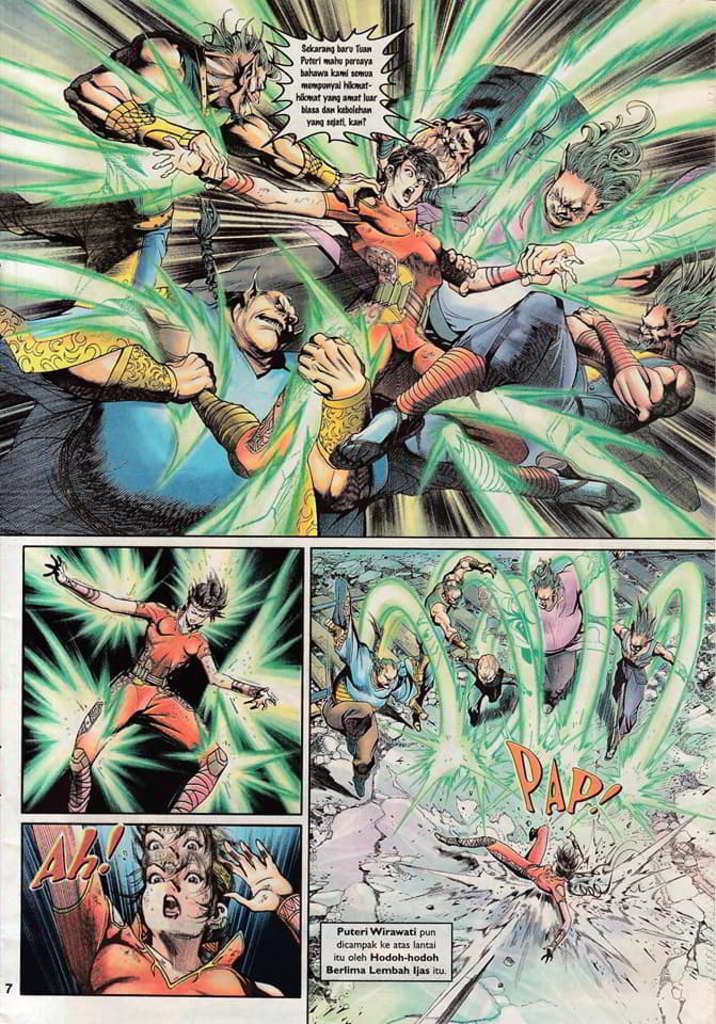 Sekarang baru Tuan
Puteri mahu percaya
bahawa kami semua
mempunyai hikmat-
hikmat yang amat luar
biasa dan kebolehan
yang sejati, kan?
Ah!
PAP!
Puteri Wirawati pun
dicampak ke atas lantai
itu oleh Hodoh-hodoh
Berlima Lembah Ijas itu.
7